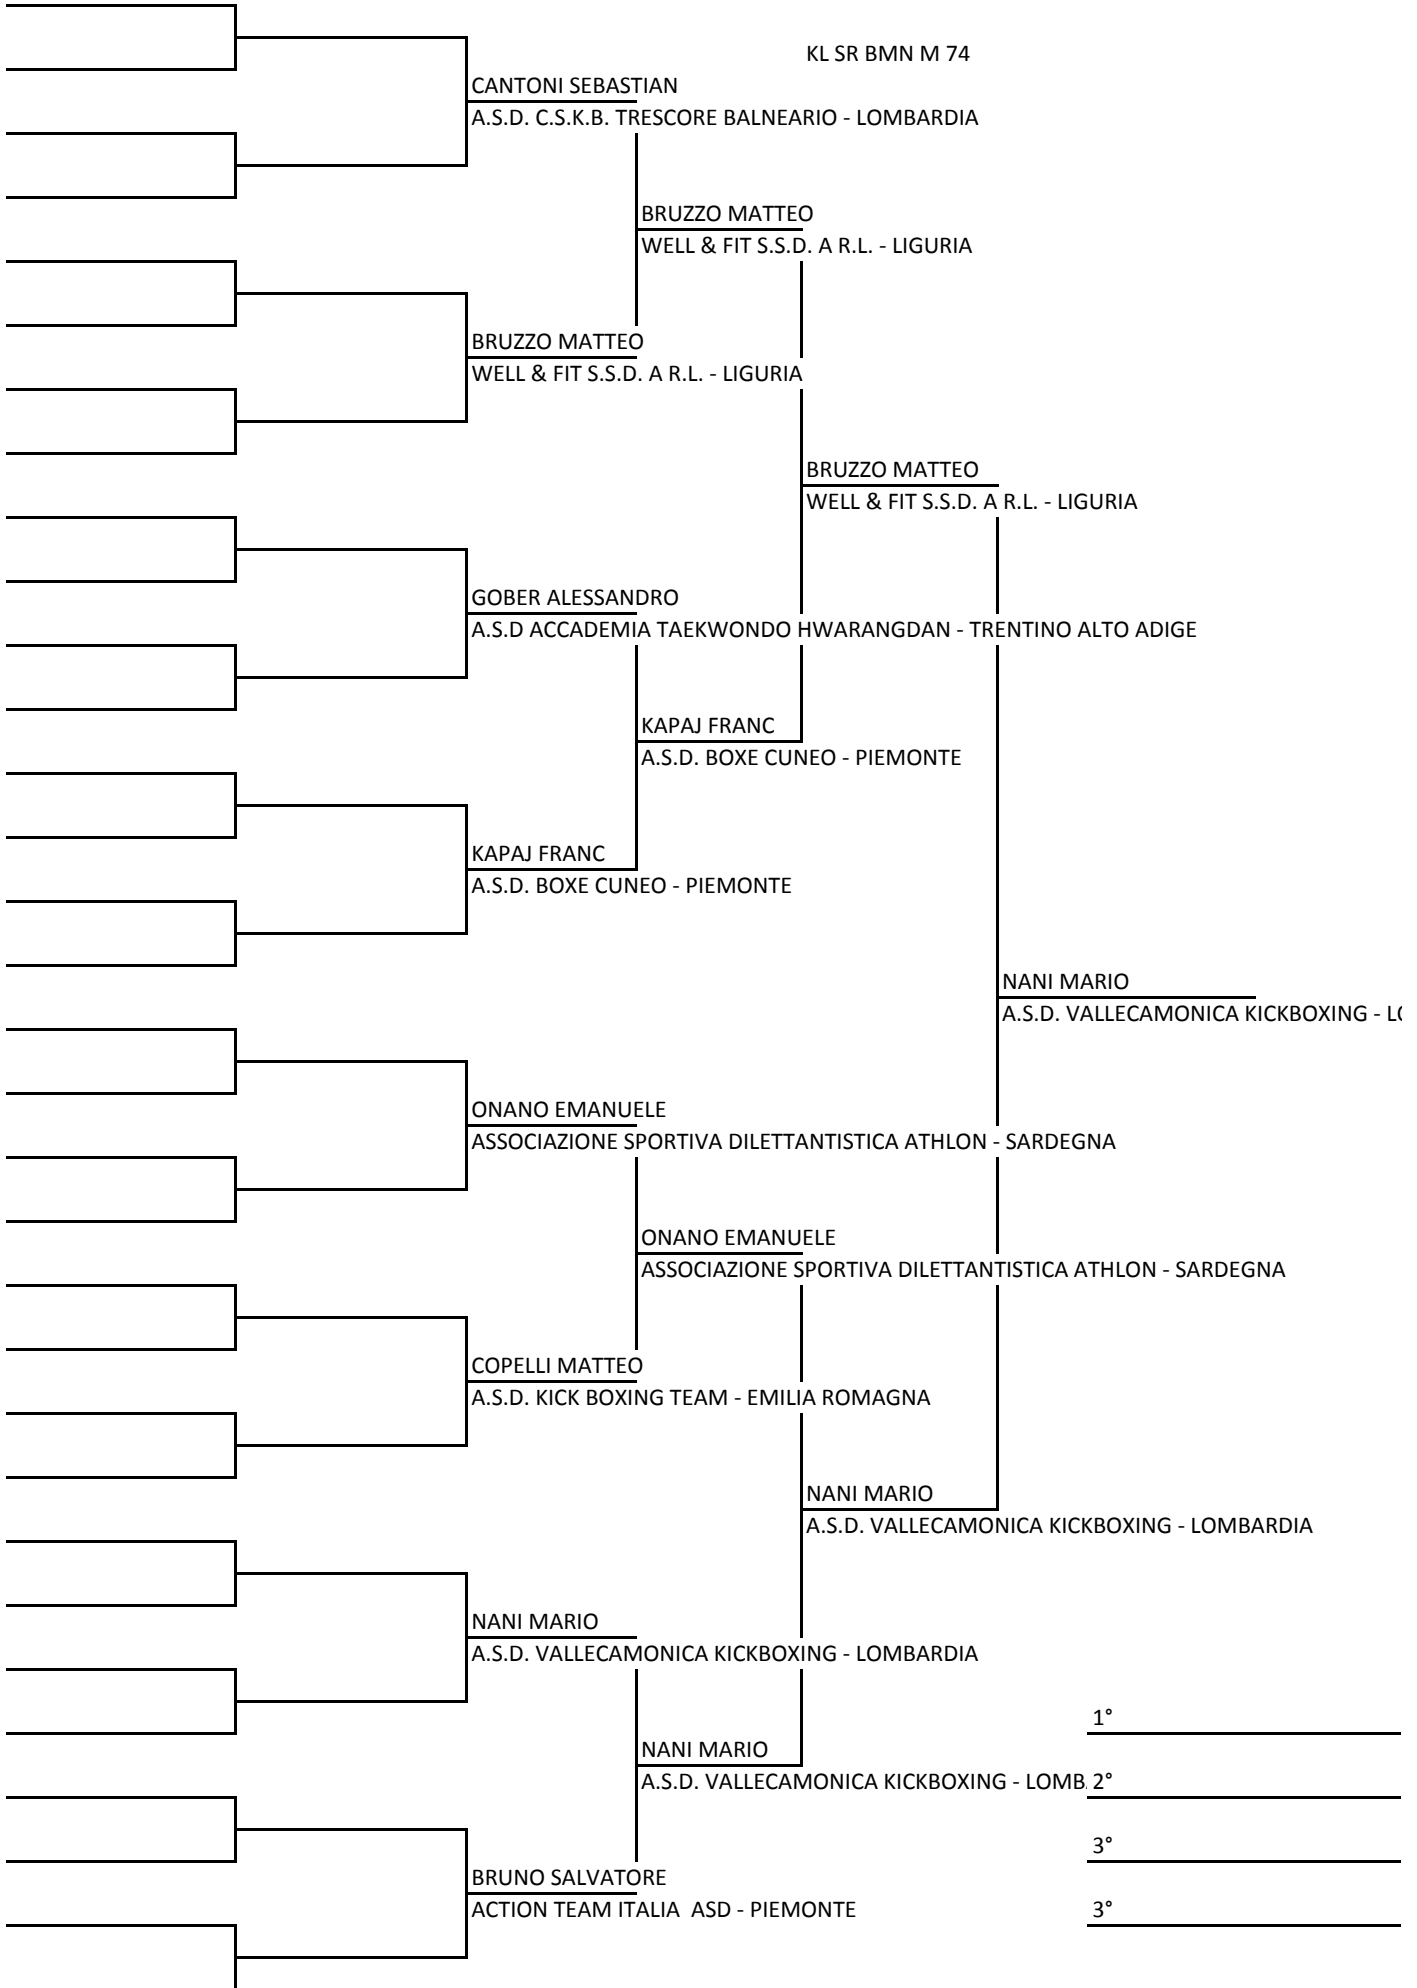 KL SR BMN M 74
CANTONI SEBASTIAN
A.S.D. C.S.K.B. TRESCORE BALNEARIO - LOMBARDIA
BRUZZO MATTEO
WELL & FIT S.S.D. A R.L. - LIGURIA
BRUZZO MATTEO
WELL & FIT S.S.D. A R.L. - LIGURIA
BRUZZO MATTEO
WELL & FIT S.S.D. A R.L. - LIGURIA
GOBER ALESSANDRO
A.S.D ACCADEMIA TAEKWONDO HWARANGDAN - TRENTINO ALTO ADIGE
KAPAJ FRANC
A.S.D. BOXE CUNEO - PIEMONTE
KAPAJ FRANC
A.S.D. BOXE CUNEO - PIEMONTE
NANI MARIO
A.S.D. VALLECAMONICA KICKBOXING - LO
ONANO EMANUELE
ASSOCIAZIONE SPORTIVA DILETTANTISTICA ATHLON - SARDEGNA
ONANO EMANUELE
ASSOCIAZIONE SPORTIVA DILETTANTISTICA ATHLON - SARDEGNA
COPELLI MATTEO
A.S.D. KICK BOXING TEAM - EMILIA ROMAGNA
NANI MARIO
A.S.D. VALLECAMONICA KICKBOXING - LOMBARDIA
NANI MARIO
A.S.D. VALLECAMONICA KICKBOXING - LOMBARDIA
1°
NANI MARIO
A.S.D. VALLECAMONICA KICKBOXING - LOMB
2°
3°
BRUNO SALVATORE
ACTION TEAM ITALIA  ASD - PIEMONTE
3°